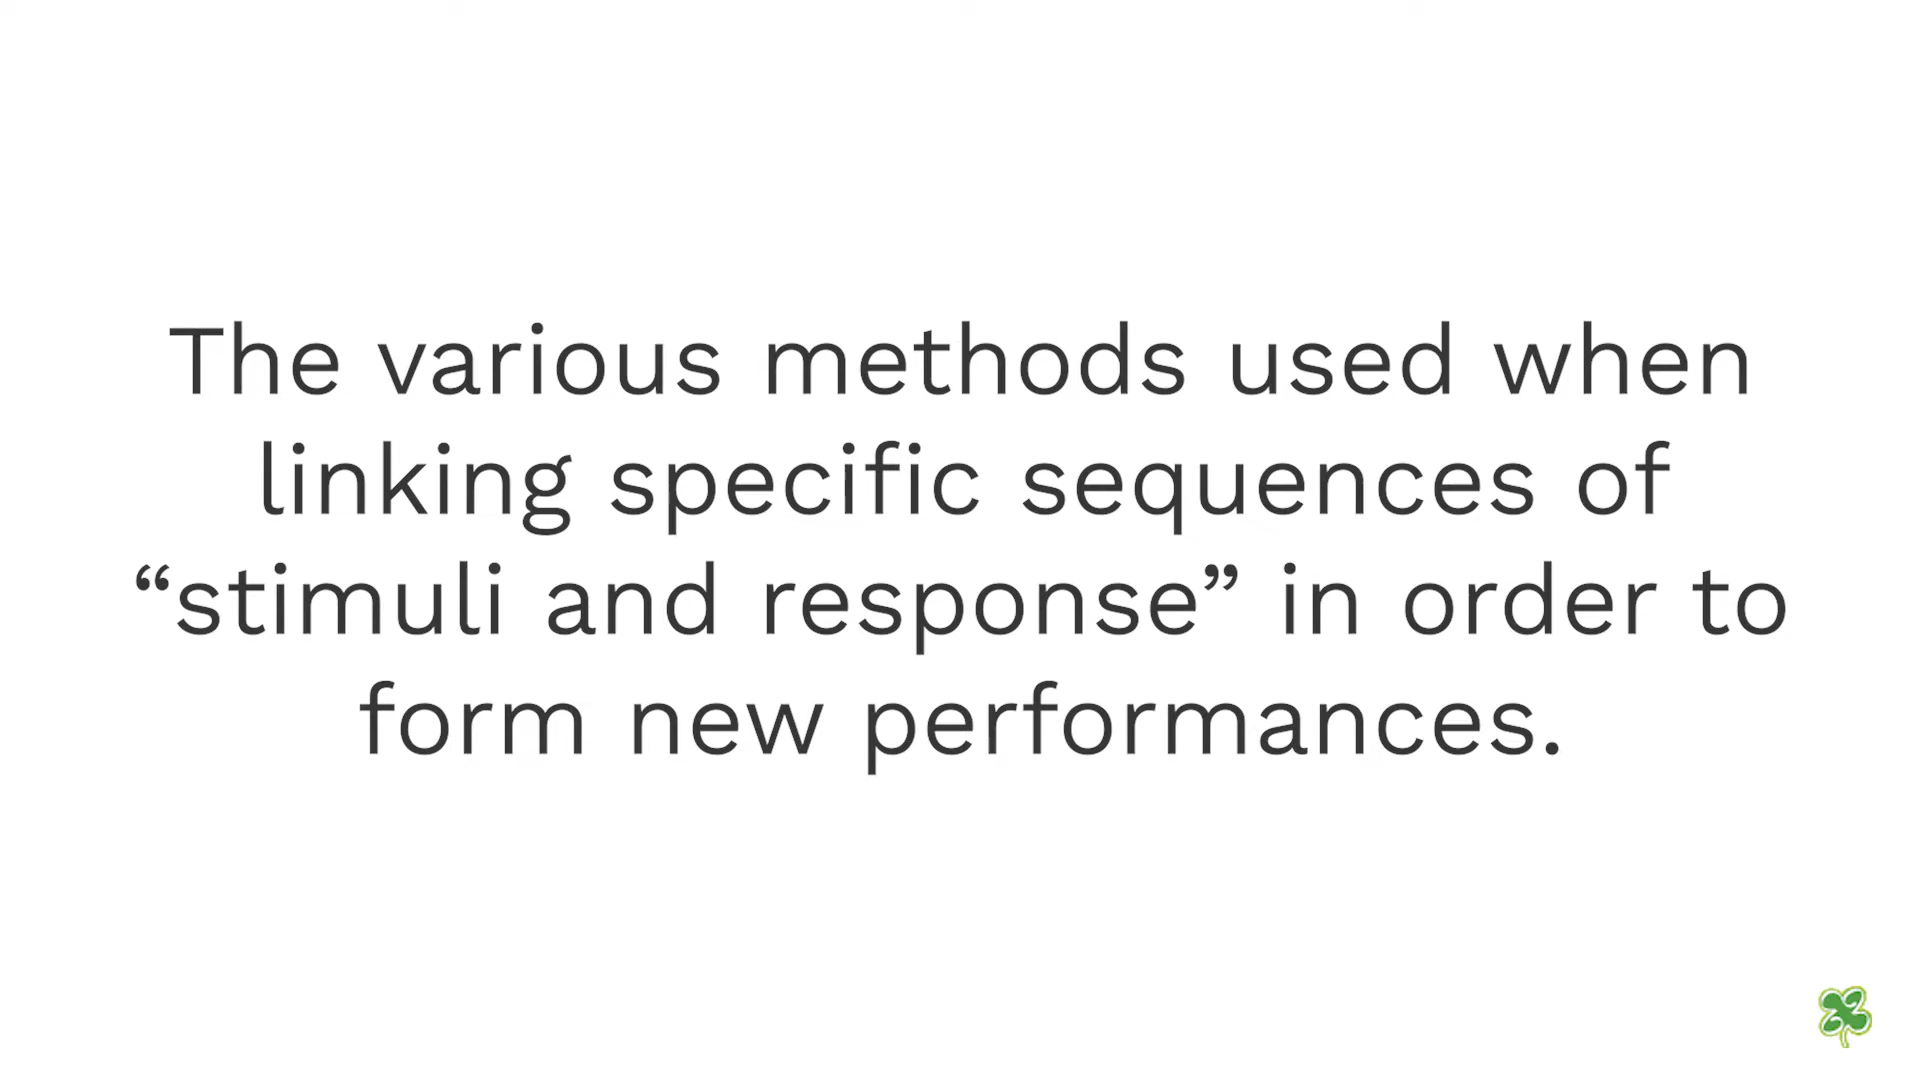 The various methods used when
linking specific sequences of
“stimuli and response” in order to
form new performances.